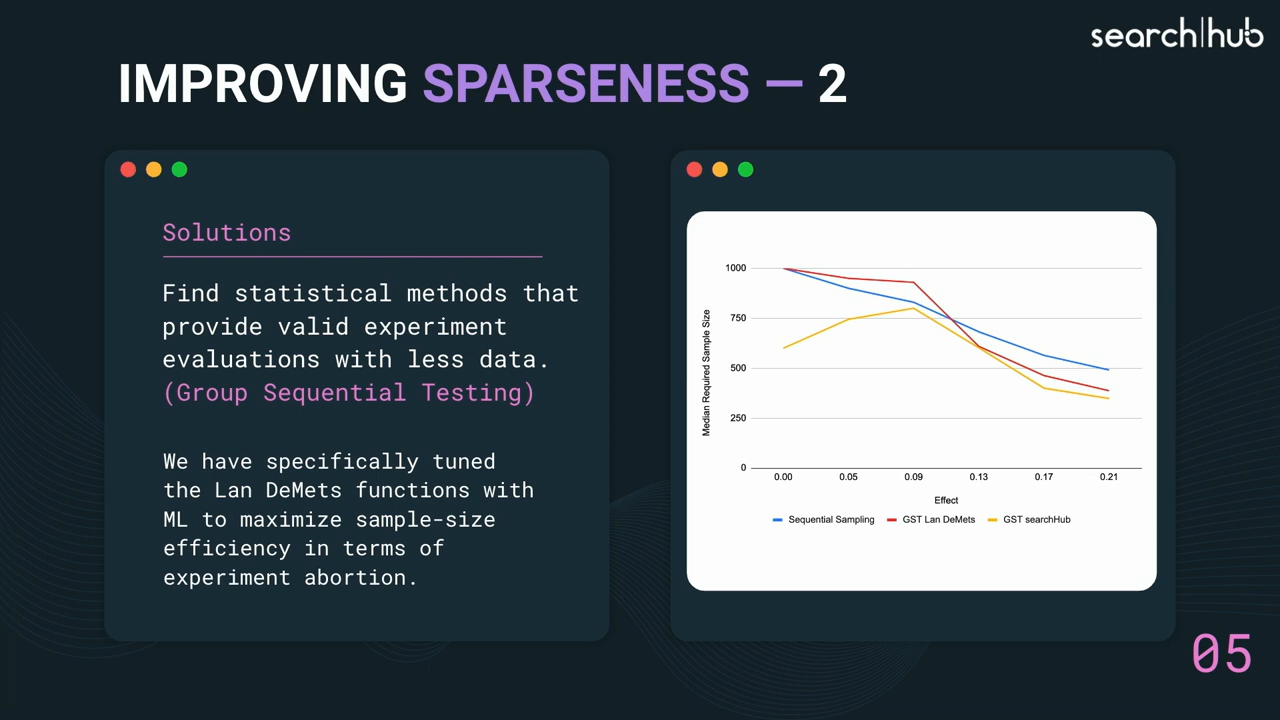 search|hub
IMPROVING SPARSENESS — 2
Solutions
Find statistical methods that
provide valid experiment
evaluations with less data.
(Group Sequential Testing)
We have specifically tuned
the Lan DeMets functions with
ML to maximize sample-size
efficiency in terms of
experiment abortion.
Median Required Sample Size
1000
750
500
250
0
0.00 0.05 0.09 0.13 0.17 0.21
Effect
Sequential Sampling GST Lan DeMets GST searchHub
05